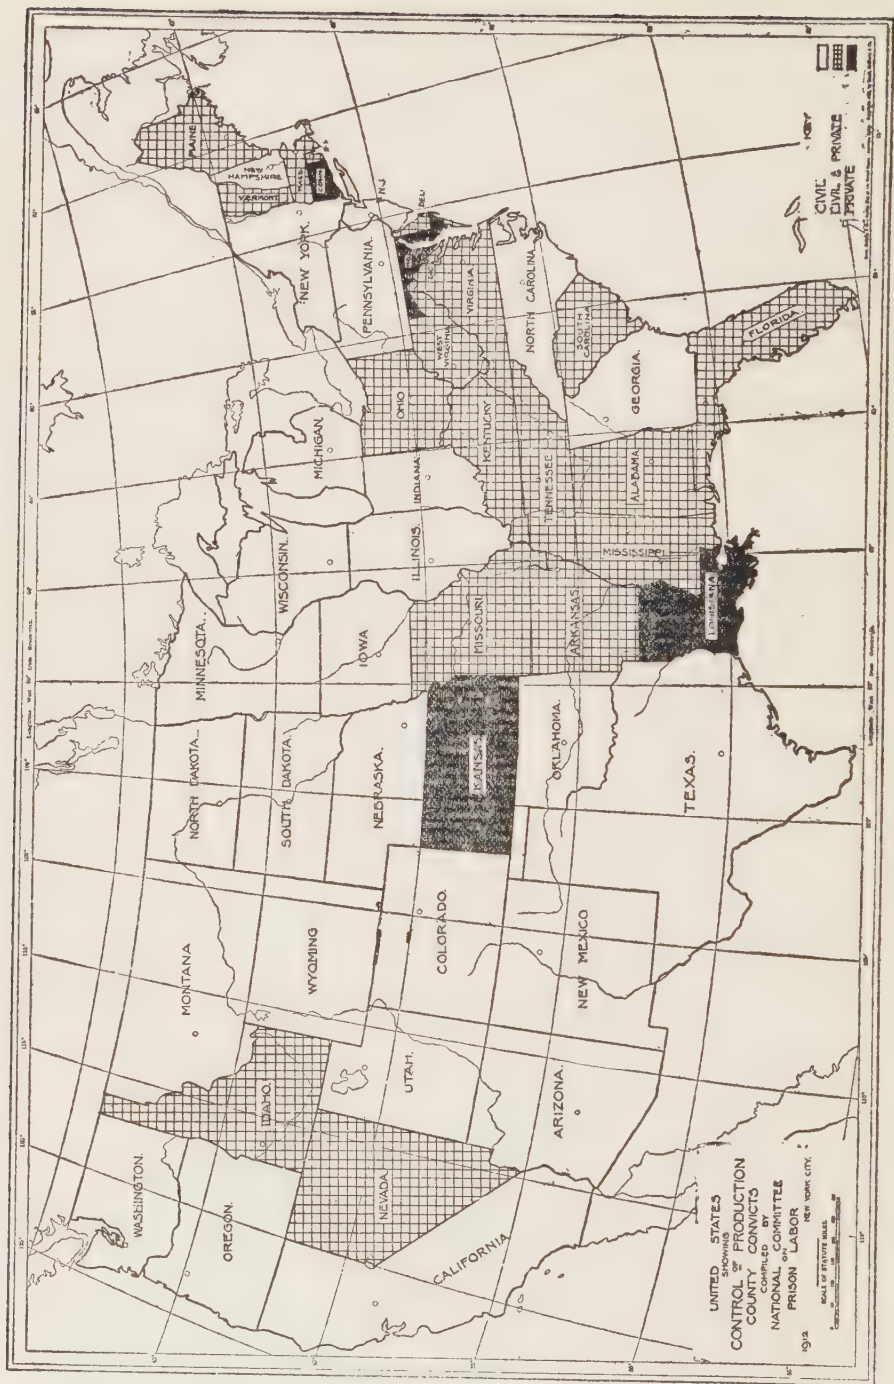 UNITED STATES
SHOWING
CONTROL OF PRODUCTION
COUNTY CONVICTS
COMPILED BY
NATIONAL COMMITTEE
ON
PRISON LABOR
1912
NEW YORK CITY.
SCALE OF STATUTE MILES
KEY
CIVIL
CIVIL & PRIVATE
PRIVATE
WASHINGTON.
OREGON.
CALIFORNIA
NEVADA.
IDAHO.
MONTANA
WYOMING
UTAH.
ARIZONA.
COLORADO.
NEW MEXICO
NORTH DAKOTA..
SOUTH DAKOTA.
NEBRASKA.
KANSAS.
OKLAHOMA.
TEXAS.
MINNESOTA..
IOWA
MISSOURI.
ARKANSAS.
LOUISIANA
WISCONSIN.
ILLINOIS.
MICHIGAN.
INDIANA.
OHIO
KENTUCKY
TENNESSEE
MISSISSIPPI.
ALABAMA.
GEORGIA.
FLORIDA.
SOUTH
CAROLINA.
NORTH CAROLINA.
VIRGINIA.
WEST
VIRGINIA
PENNSYLVANIA.
NEW YORK.
N.J.
DEL.
VERMONT.
NEW
HAMPSHIRE
MAINE
MASS.
CONN.
R.I.